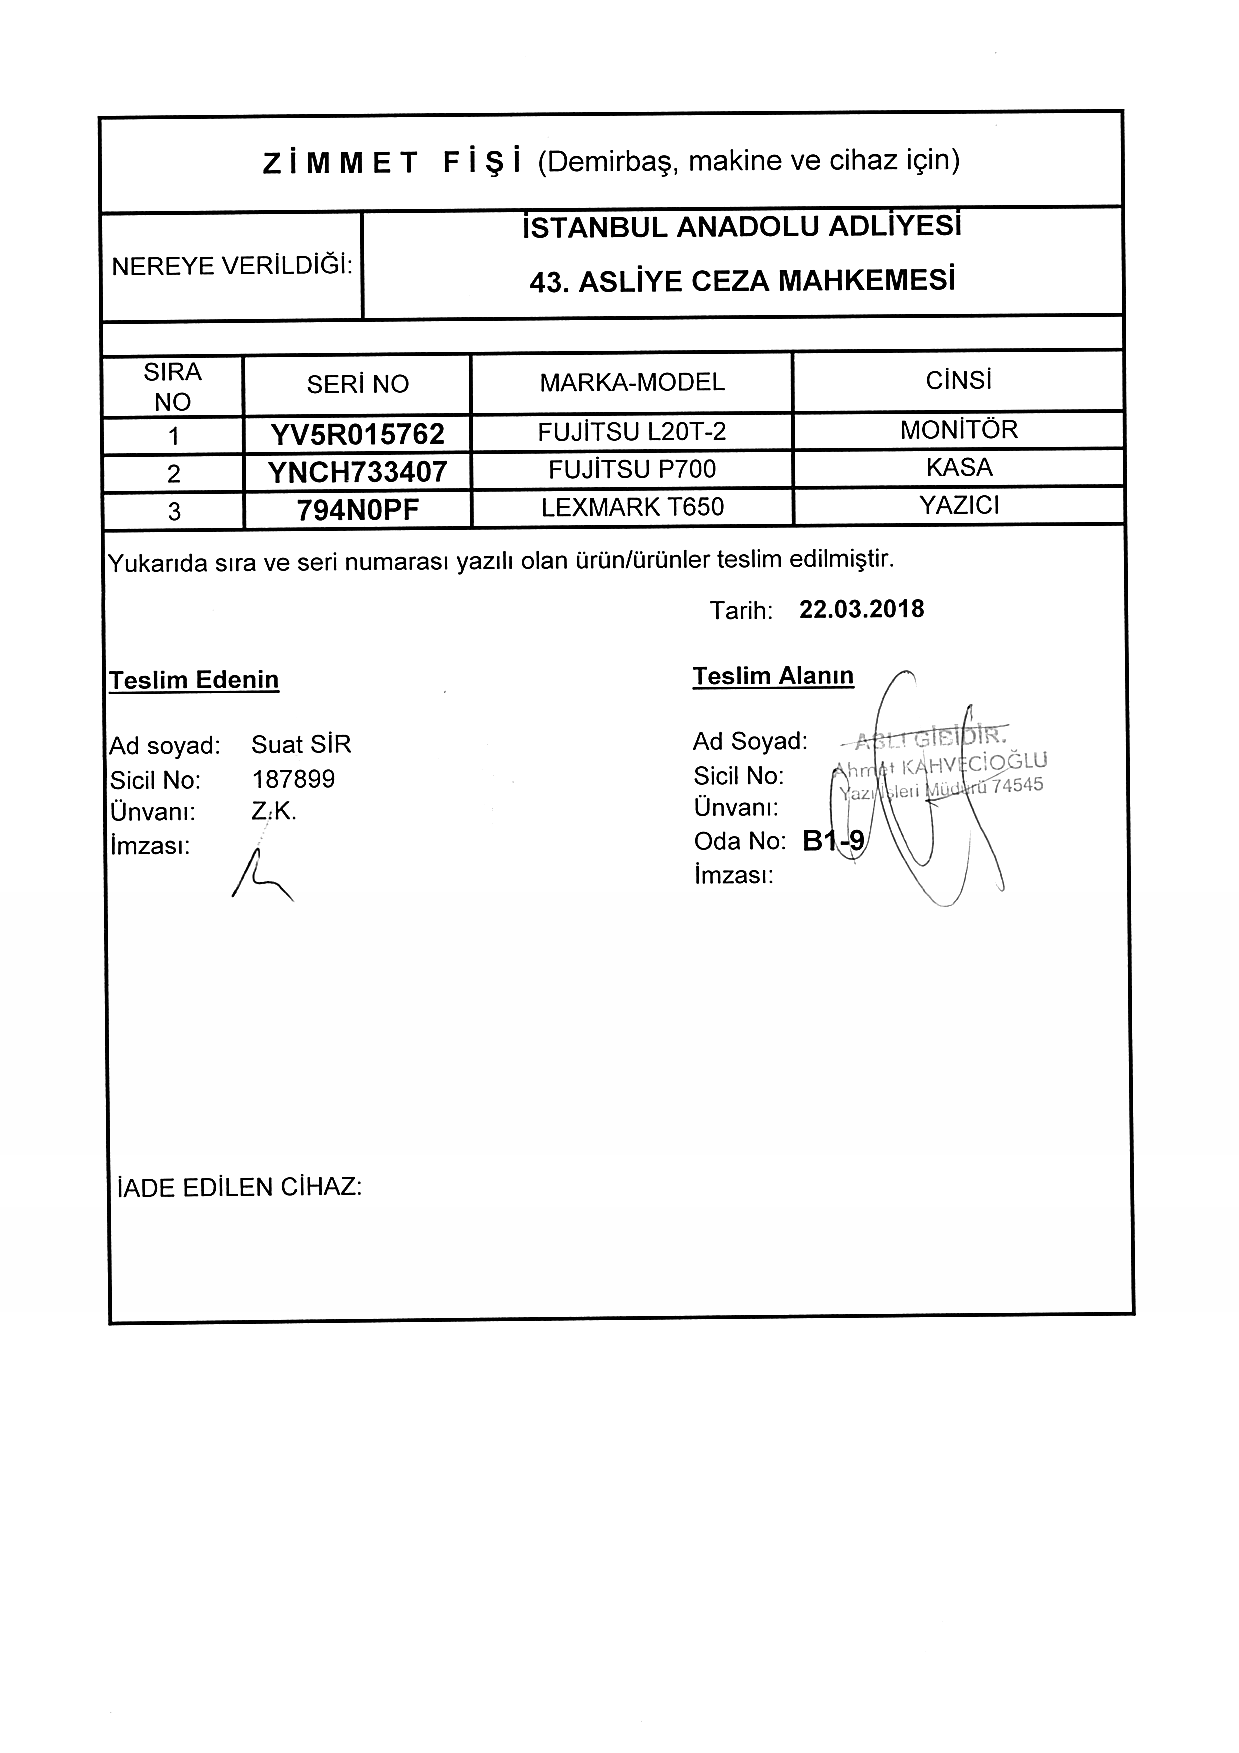 ZİMMET FİŞİ (Demirbaş, makine ve cihaz için)
NEREYE VERİLDİĞİ:
İSTANBUL ANADOLU ADLİYESİ
43. ASLİYE CEZA MAHKEMESİ
SIRA NO SERİ NO MARKA-MODEL CİNSİ
1 YV5R015762 FUJİTSU L20T-2 MONİTÖR
2 YNCH733407 FUJİTSU P700 KASA
3 794N0PF LEXMARK T650 YAZICI
Yukarıda sıra ve seri numarası yazılı olan ürün/ürünler teslim edilmiştir.
Tarih: 22.03.2018
Teslim Edenin
Ad soyad: Suat SİR
Sicil No: 187899
Ünvanı: Z.K.
İmzası:
Teslim Alanın
Ad Soyad:
Sicil No:
Ünvanı:
Oda No: B1-9
İmzası:
ASLI GİBİDİR.
Ahmet KAHVECİOĞLU
Yazı İşleri Müdürü 74545
İADE EDİLEN CİHAZ: